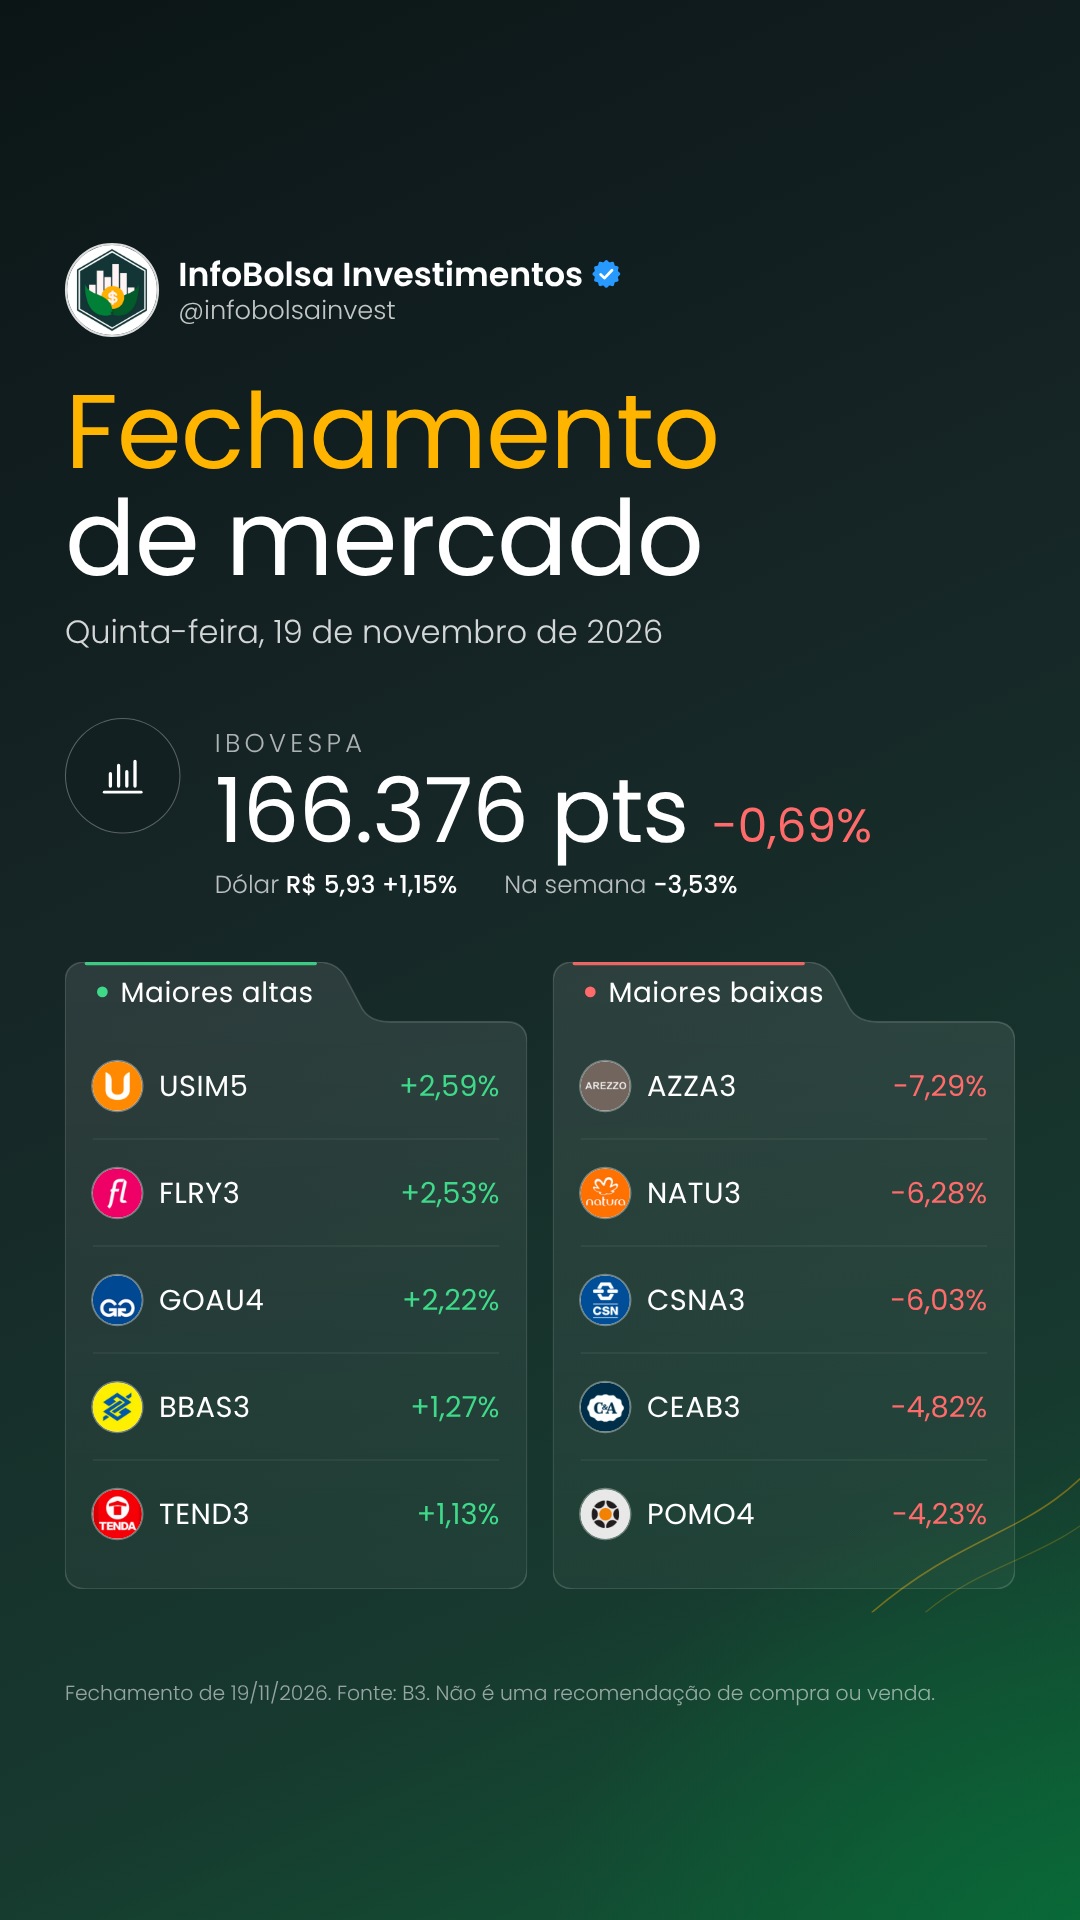 InfoBolsa Investimentos
@infobolsainvest
Fechamento
de mercado
Quinta-feira, 19 de novembro de 2026
IBOVESPA
166.376 pts -0,69%
Dólar R$ 5,93 +1,15% Na semana -3,53%
Maiores altas
USIM5 +2,59%
FLRY3 +2,53%
GOAU4 +2,22%
BBAS3 +1,27%
TENDA TEND3 +1,13%
Maiores baixas
AREZZO AZZA3 -7,29%
natura NATU3 -6,28%
CSN CSNA3 -6,03%
C&A CEAB3 -4,82%
POMO4 -4,23%
Fechamento de 19/11/2026. Fonte: B3. Não é uma recomendação de compra ou venda.